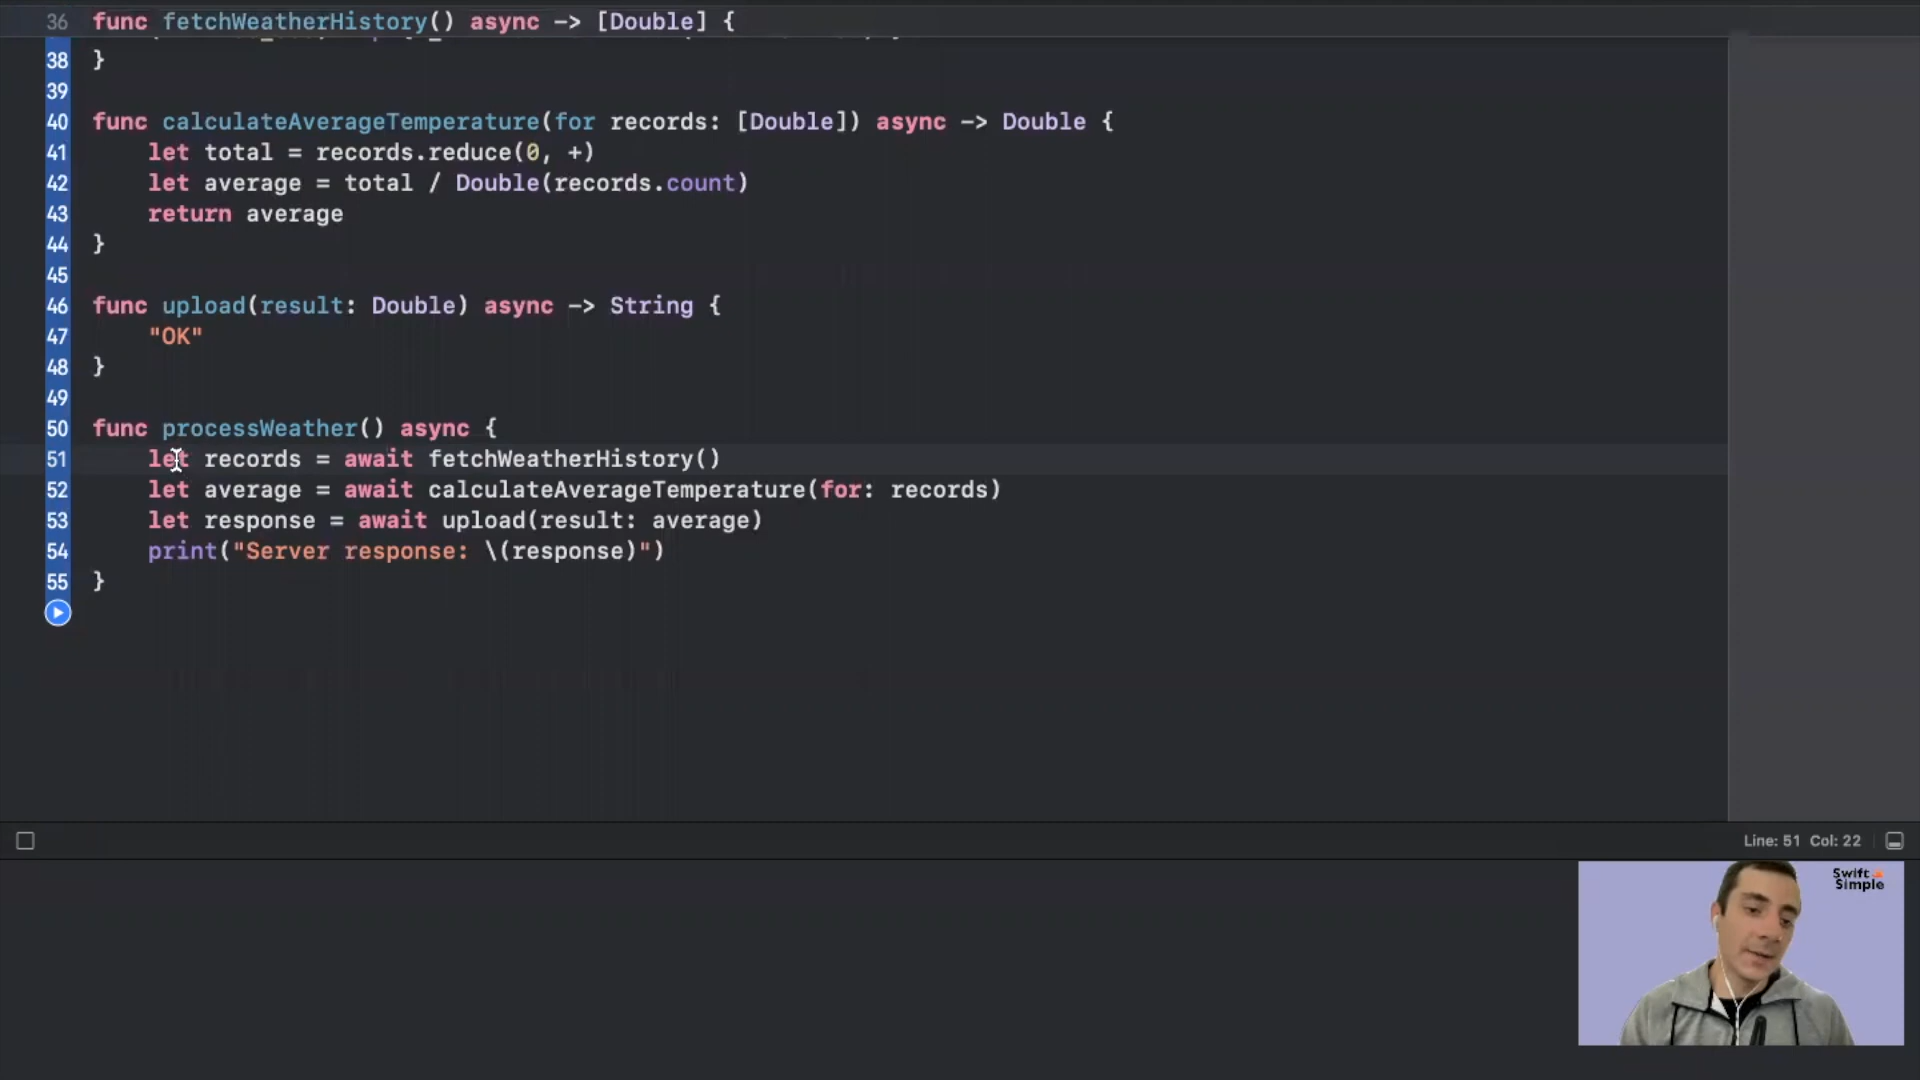 36 func fetchWeatherHistory() async -> [Double] {
38 }
39
40 func calculateAverageTemperature(for records: [Double]) async -> Double {
41 let total = records.reduce(0, +)
42 let average = total / Double(records.count)
43 return average
44 }
45
46 func upload(result: Double) async -> String {
47 "OK"
48 }
49
50 func processWeather() async {
51 let records = await fetchWeatherHistory()
52 let average = await calculateAverageTemperature(for: records)
53 let response = await upload(result: average)
54 print("Server response: \(response)")
55 }
Line: 51 Col: 22
Swift
Simple